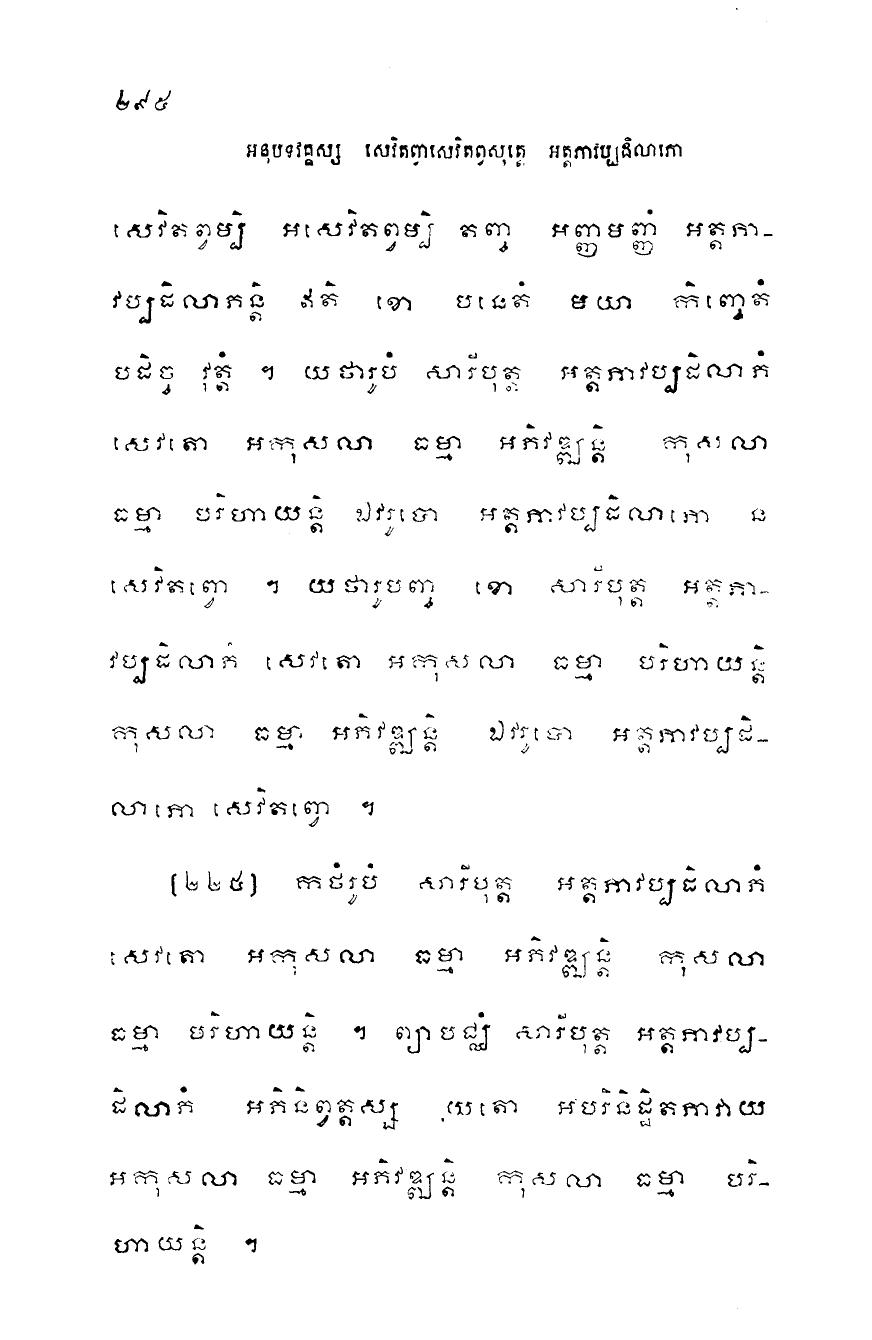 ២៩៥
អនុបទវគ្គស្ស សេវិតព្វាសេវិតព្វសុត្តេ អត្តភាវប្បដិលាភោ
សេវិតព្វម្បិ អសេវិតព្វម្បិ តញ្ច អញ្ញមញ្ញំ អត្តភា-
វប្បដិលាភន្តិ ឥតិ ខោ បនេតំ មយា កិញ្ចេតំ
បដិច្ច វុត្តំ ។ យថារូបំ សារីបុត្ត អត្តភាវប្បដិលាភំ
សេវតោ អកុសលា ធម្មា អភិវឌ្ឍន្តិ កុសលា
ធម្មា បរិហាយន្តិ ឯវរូបោ អត្តភាវប្បដិលាភោ ន
សេវិតព្វោ ។ យថារូបញ្ច ខោ សារីបុត្ត អត្តភា-
វប្បដិលាភំ សេវតោ អកុសលា ធម្មា បរិហាយន្តិ
កុសលា ធម្មា អភិវឌ្ឍន្តិ ឯវរូបោ អត្តភាវប្បដិ-
លាភោ សេវិតព្វោ ។
[២២៥] កថំរូបំ សារីបុត្ត អត្តភាវប្បដិលាភំ
សេវតោ អកុសលា ធម្មា អភិវឌ្ឍន្តិ កុសលា
ធម្មា បរិហាយន្តិ ។ ព្យាបជ្ឈំ សារីបុត្ត អត្តភាវប្ប-
ដិលាភំ អភិនិព្វត្តស្ស យតោ អបរិនិដ្ឋិតភាវាយ
អកុសលា ធម្មា អភិវឌ្ឍន្តិ កុសលា ធម្មា បរិ-
ហាយន្តិ ។